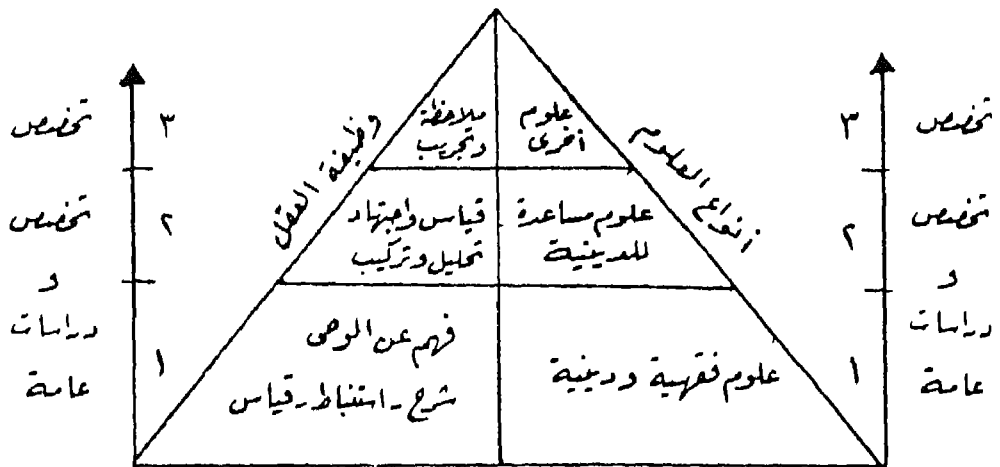 أنواع العلوم
وظيفة العقل
علوم
أخرى
ملاحظة
وتجريب
علوم مساعدة
للدينية
قياس واجتهاد
تحليل وتركيب
علوم فقهية ودينية
فهم عن الوحى
شرح - استنباط - قياس
تخصص
٣
تخصص
٢
و
دراسات
عامة
١
٣
تخصص
٢
تخصص
و
دراسات
١
عامة